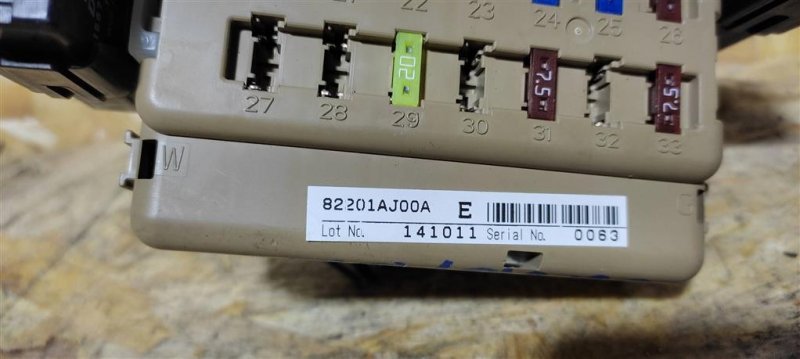 22 23 24 25 26
20 7.5 7.5
27 28 29 30 31 32 33
W
82201AJ00A E
Lot No. 141011 Serial No. 0063